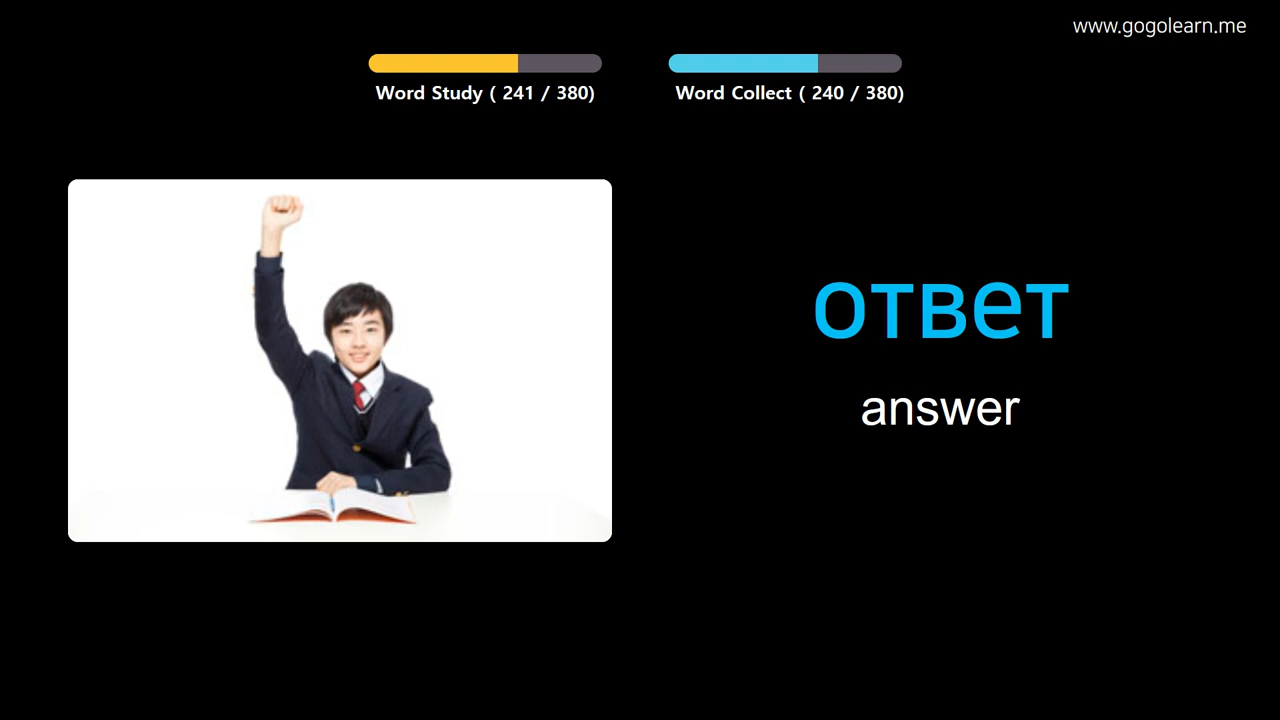 www.gogolearn.me
Word Study ( 241 / 380)
Word Collect ( 240 / 380)
ответ
answer